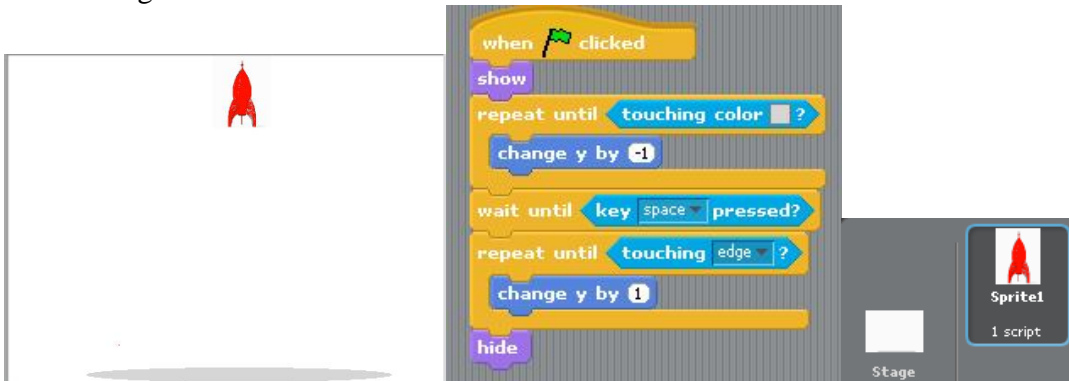 when clicked
show
repeat until touching color ?
change y by -1
wait until key space pressed?
repeat until touching edge ?
change y by 1
hide
Sprite1
1 script
Stage